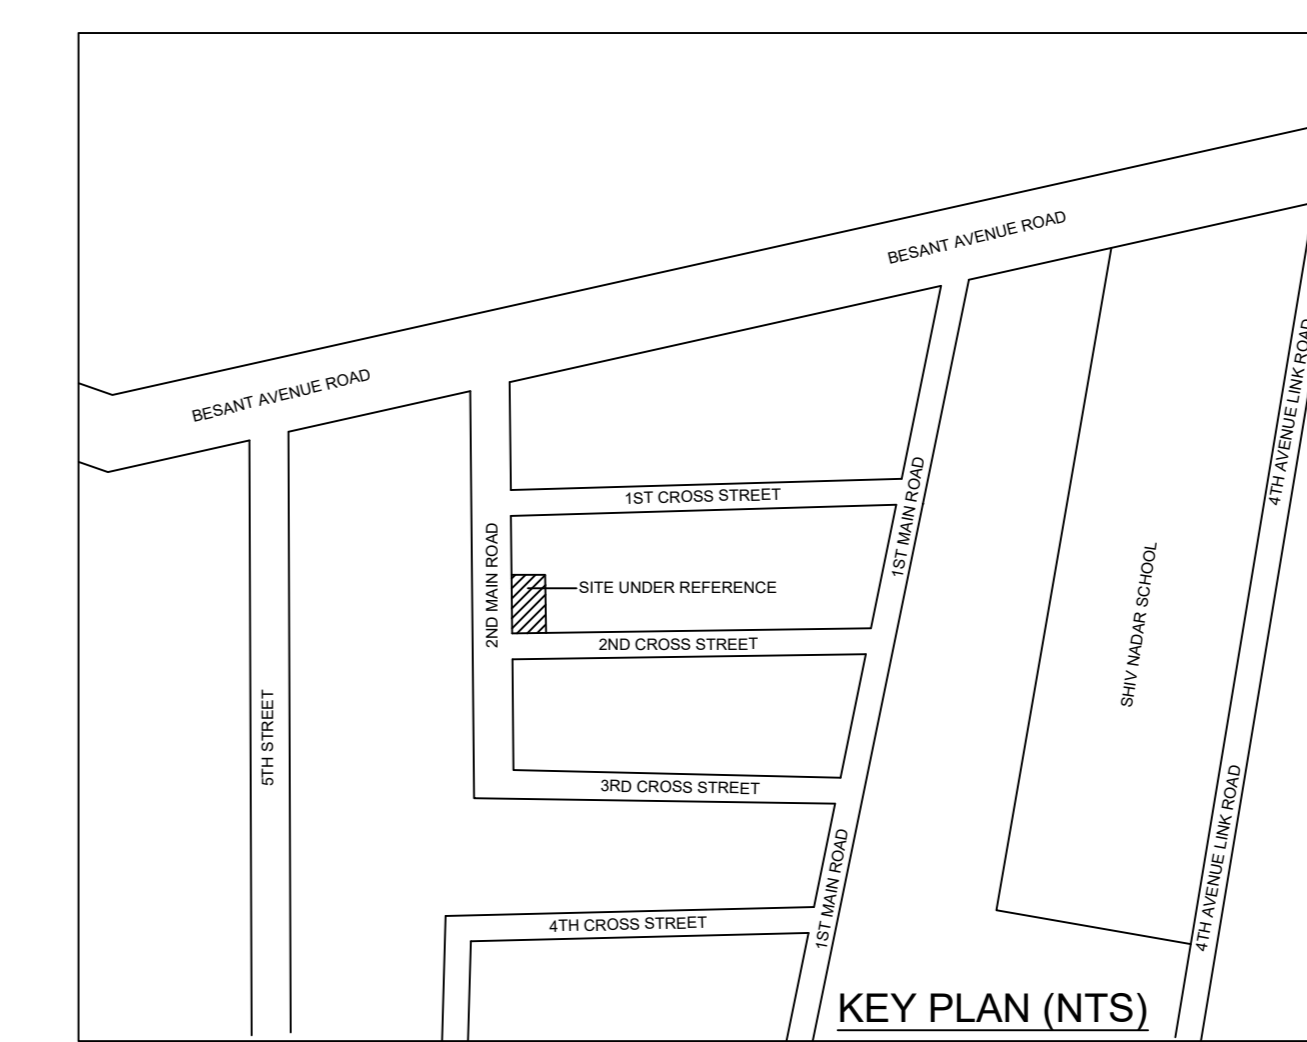 BESANT AVENUE ROAD
4TH AVENUE LINK ROAD
BESANT AVENUE ROAD
1ST CROSS STREET
1ST MAIN ROAD
2ND MAIN ROAD
SITE UNDER REFERENCE
SHIV NADAR SCHOOL
2ND CROSS STREET
5TH STREET
3RD CROSS STREET
4TH AVENUE LINK ROAD
1ST MAIN ROAD
4TH CROSS STREET
KEY PLAN (NTS)